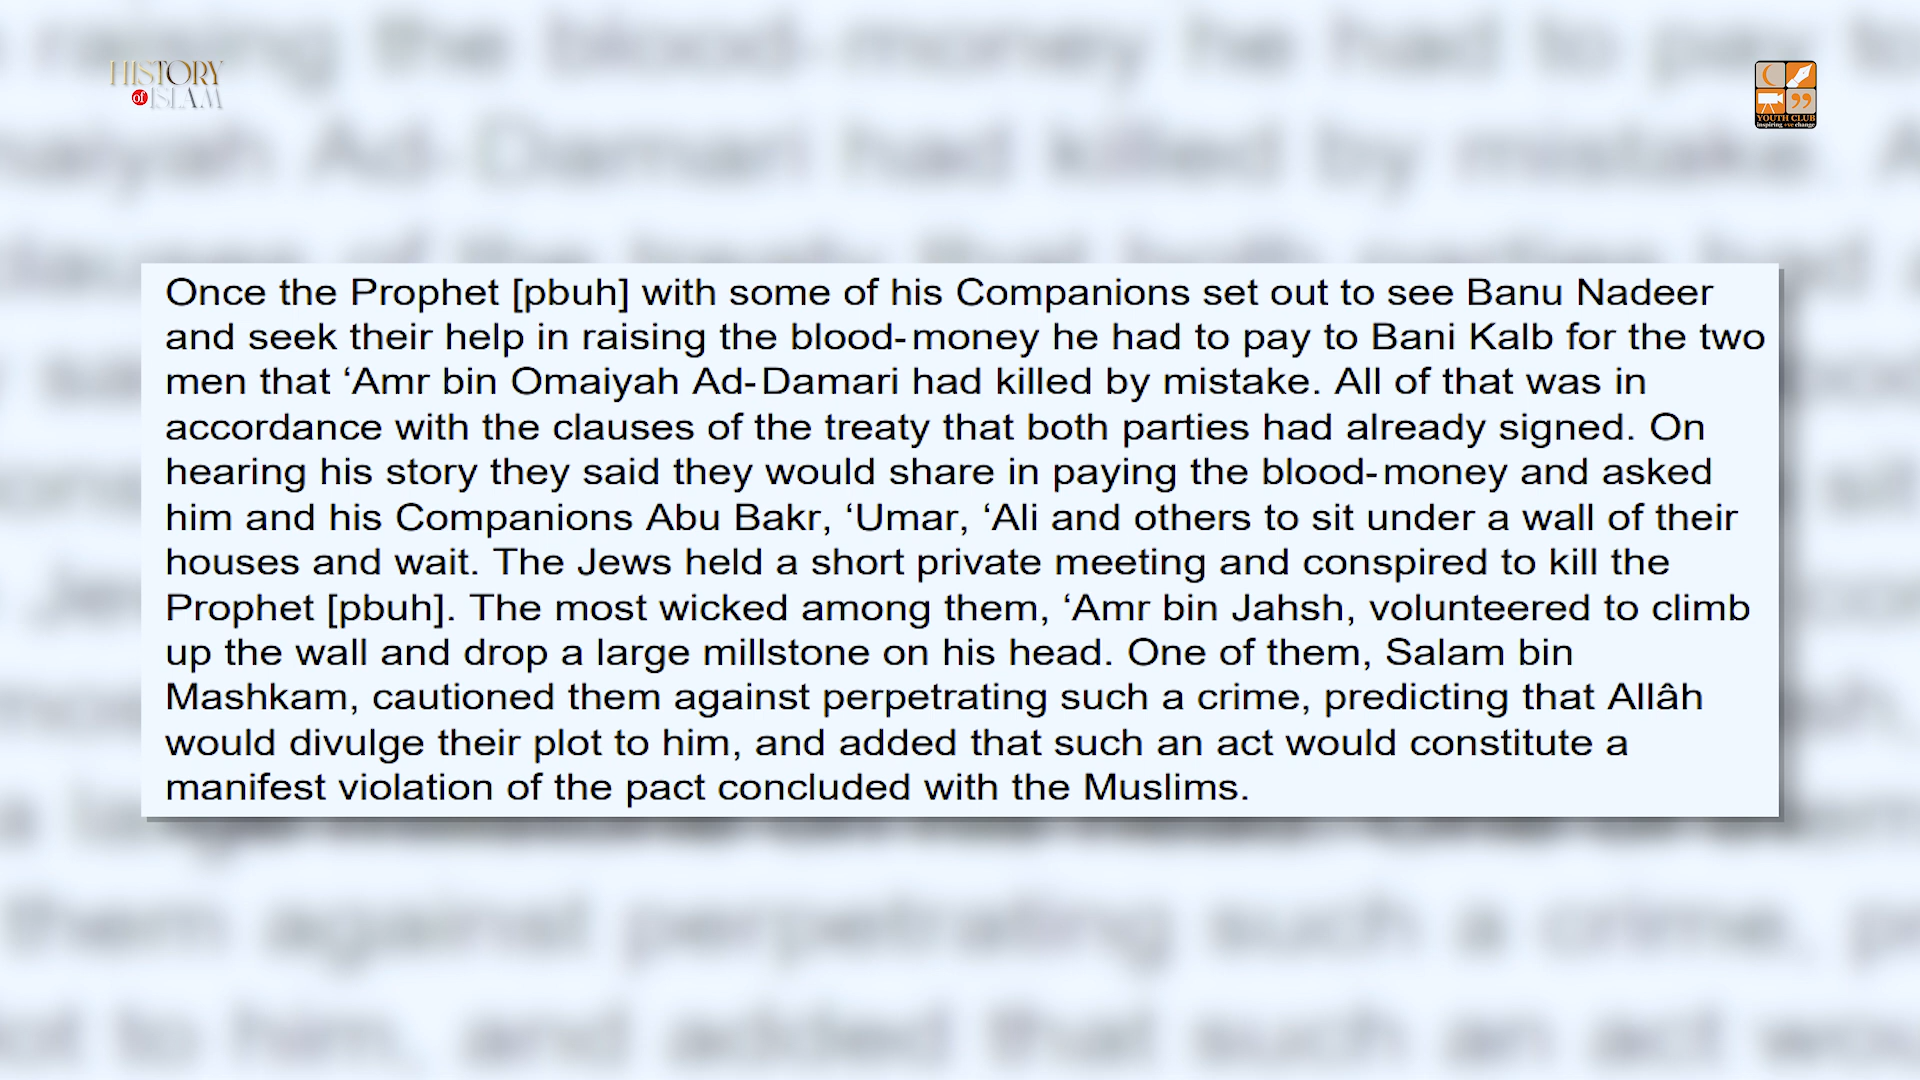 HISTORY
of ISLAM
YOUTH CLUB
inspiring +ve change
Once the Prophet [pbuh] with some of his Companions set out to see Banu Nadeer
and seek their help in raising the blood-money he had to pay to Bani Kalb for the two
men that ‘Amr bin Omaiyah Ad-Damari had killed by mistake. All of that was in
accordance with the clauses of the treaty that both parties had already signed. On
hearing his story they said they would share in paying the blood-money and asked
him and his Companions Abu Bakr, ‘Umar, ‘Ali and others to sit under a wall of their
houses and wait. The Jews held a short private meeting and conspired to kill the
Prophet [pbuh]. The most wicked among them, ‘Amr bin Jahsh, volunteered to climb
up the wall and drop a large millstone on his head. One of them, Salam bin
Mashkam, cautioned them against perpetrating such a crime, predicting that Allâh
would divulge their plot to him, and added that such an act would constitute a
manifest violation of the pact concluded with the Muslims.